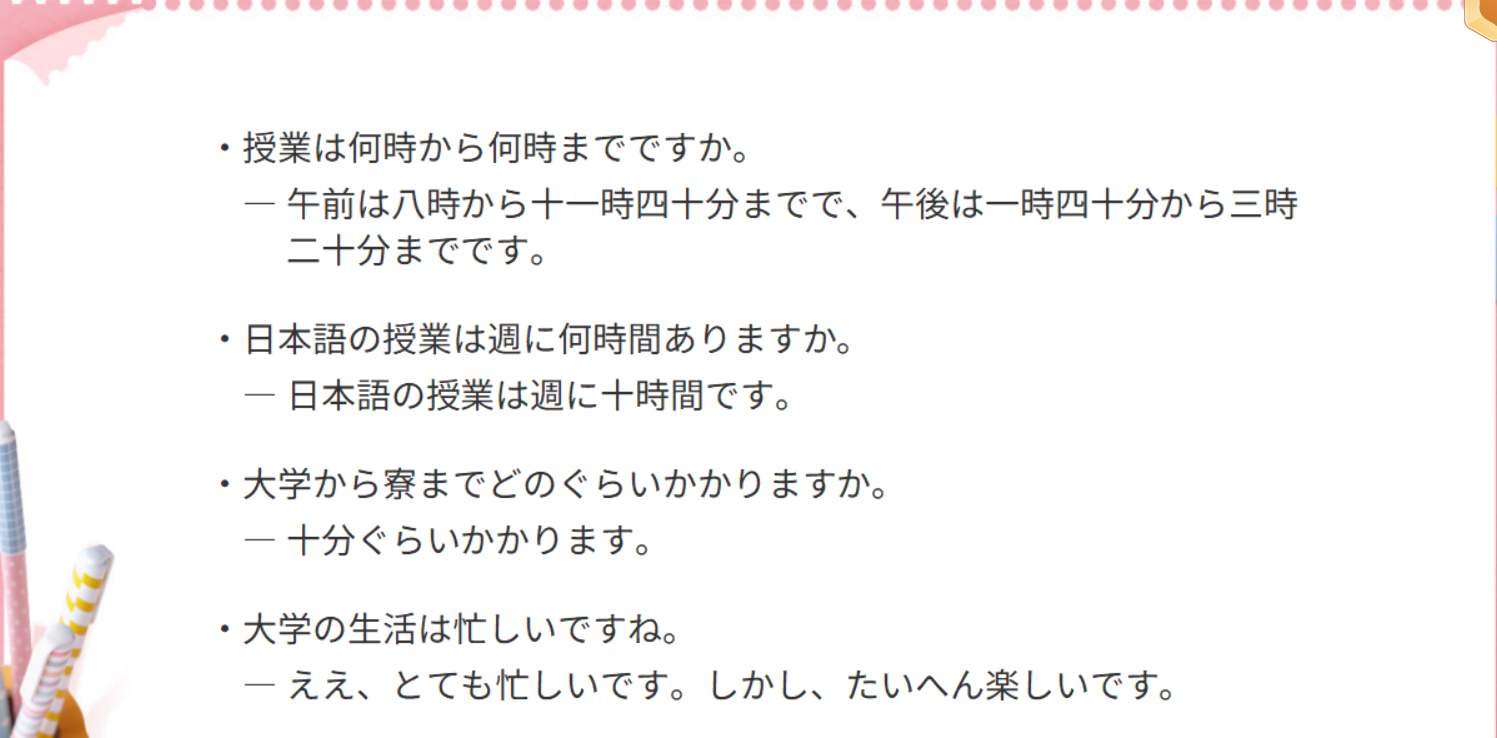 ・授業は何時から何時までですか。
― 午前は八時から十一時四十分までで、午後は一時四十分から三時
二十分までです。
・日本語の授業は週に何時間ありますか。
― 日本語の授業は週に十時間です。
・大学から寮までどのぐらいかかりますか。
― 十分ぐらいかかります。
・大学の生活は忙しいですね。
― ええ、とても忙しいです。しかし、たいへん楽しいです。